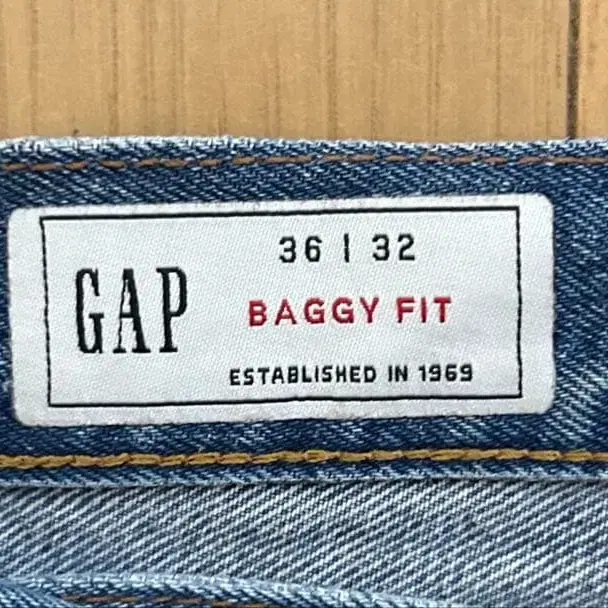 GAP
36 | 32
BAGGY FIT
ESTABLISHED IN 1969